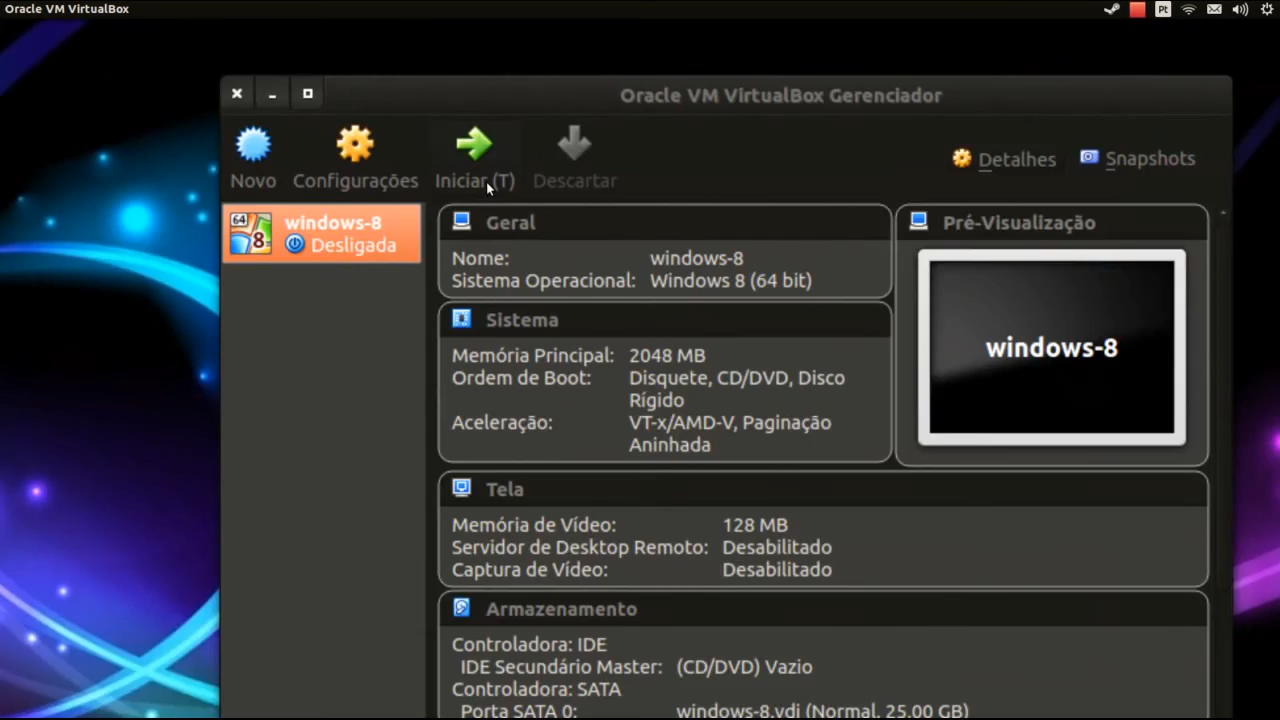 Oracle VM VirtualBox
Pt
Oracle VM VirtualBox Gerenciador
Novo
Configurações
Iniciar (T)
Descartar
Detalhes
Snapshots
64
8
windows-8
Desligada
Geral
Nome: windows-8
Sistema Operacional: Windows 8 (64 bit)
Pré-Visualização
windows-8
Sistema
Memória Principal: 2048 MB
Ordem de Boot: Disquete, CD/DVD, Disco
Rígido
Aceleração: VT-x/AMD-V, Paginação
Aninhada
Tela
Memória de Vídeo: 128 MB
Servidor de Desktop Remoto: Desabilitado
Captura de Vídeo: Desabilitado
Armazenamento
Controladora: IDE
IDE Secundário Master: (CD/DVD) Vazio
Controladora: SATA
Porta SATA 0: windows-8.vdi (Normal, 25,00 GB)